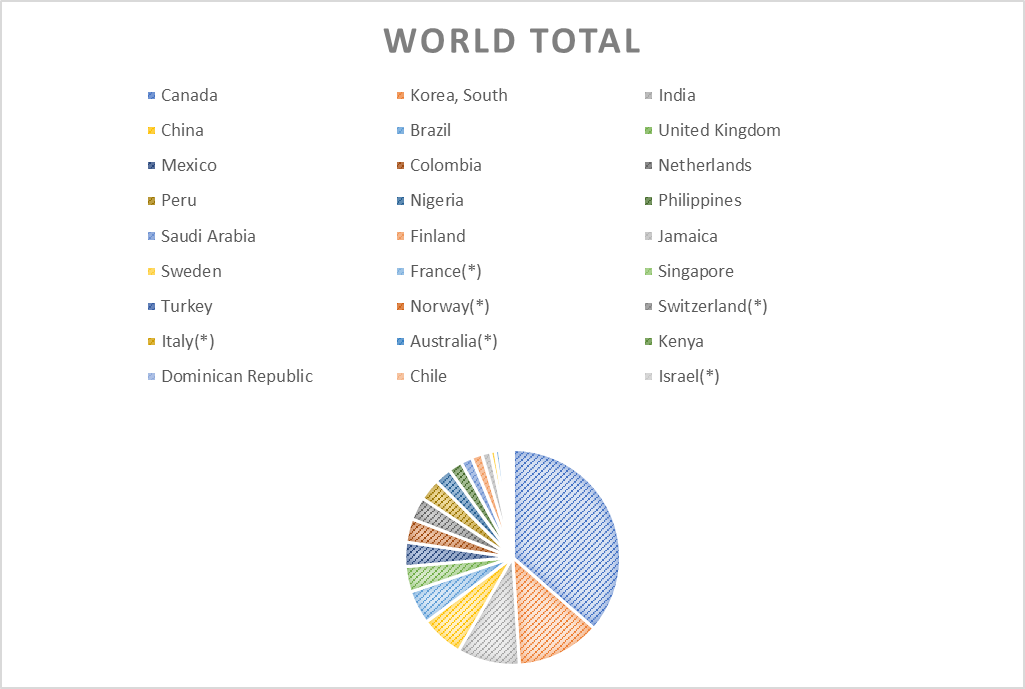 WORLD TOTAL
Canada Korea, South India
China Brazil United Kingdom
Mexico Colombia Netherlands
Peru Nigeria Philippines
Saudi Arabia Finland Jamaica
Sweden France(*) Singapore
Turkey Norway(*) Switzerland(*)
Italy(*) Australia(*) Kenya
Dominican Republic Chile Israel(*)